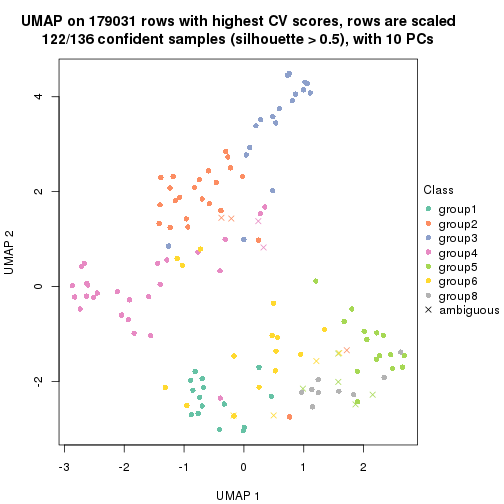 UMAP on 179031 rows with highest CV scores, rows are scaled
122/136 confident samples (silhouette > 0.5), with 10 PCs
4
2
0
-2
UMAP 2
-3
-2
-1
0
1
2
UMAP 1
Class
group1
group2
group3
group4
group5
group6
group8
ambiguous